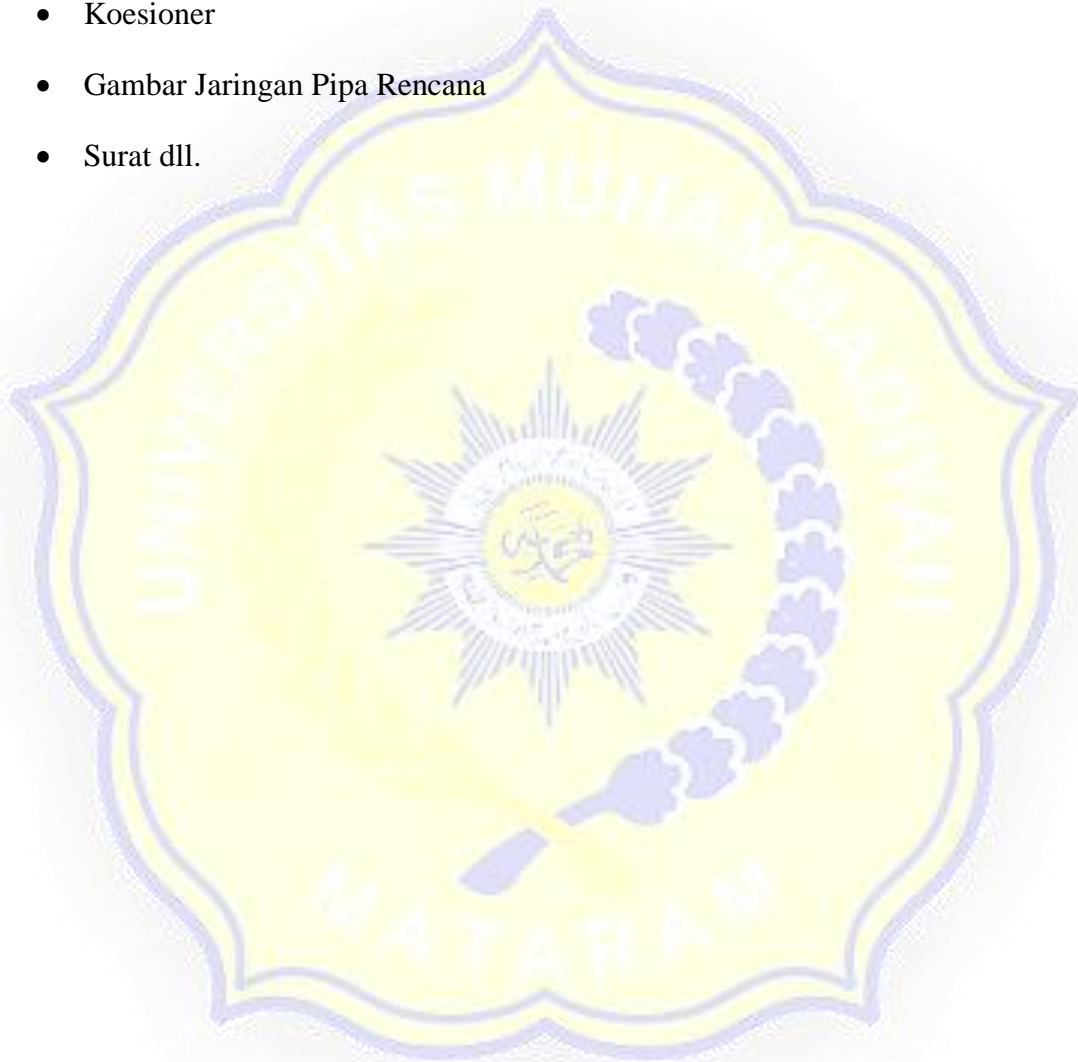 • Koesioner
• Gambar Jaringan Pipa Rencana
• Surat dll.
UNIVERSITAS MUHAMMADIYAH
MATARAM